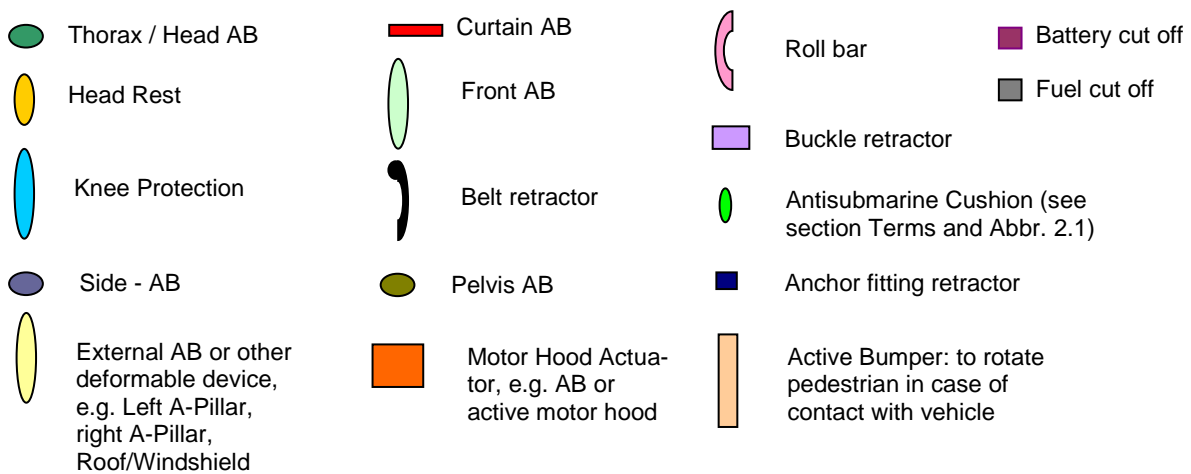 Thorax / Head AB
Head Rest
Knee Protection
Side - AB
External AB or other
deformable device,
e.g. Left A-Pillar,
right A-Pillar,
Roof/Windshield
Curtain AB
Front AB
Belt retractor
Pelvis AB
Motor Hood Actua-
tor, e.g. AB or
active motor hood
Roll bar
Buckle retractor
Antisubmarine Cushion (see
section Terms and Abbr. 2.1)
Anchor fitting retractor
Active Bumper: to rotate
pedestrian in case of
contact with vehicle
Battery cut off
Fuel cut off